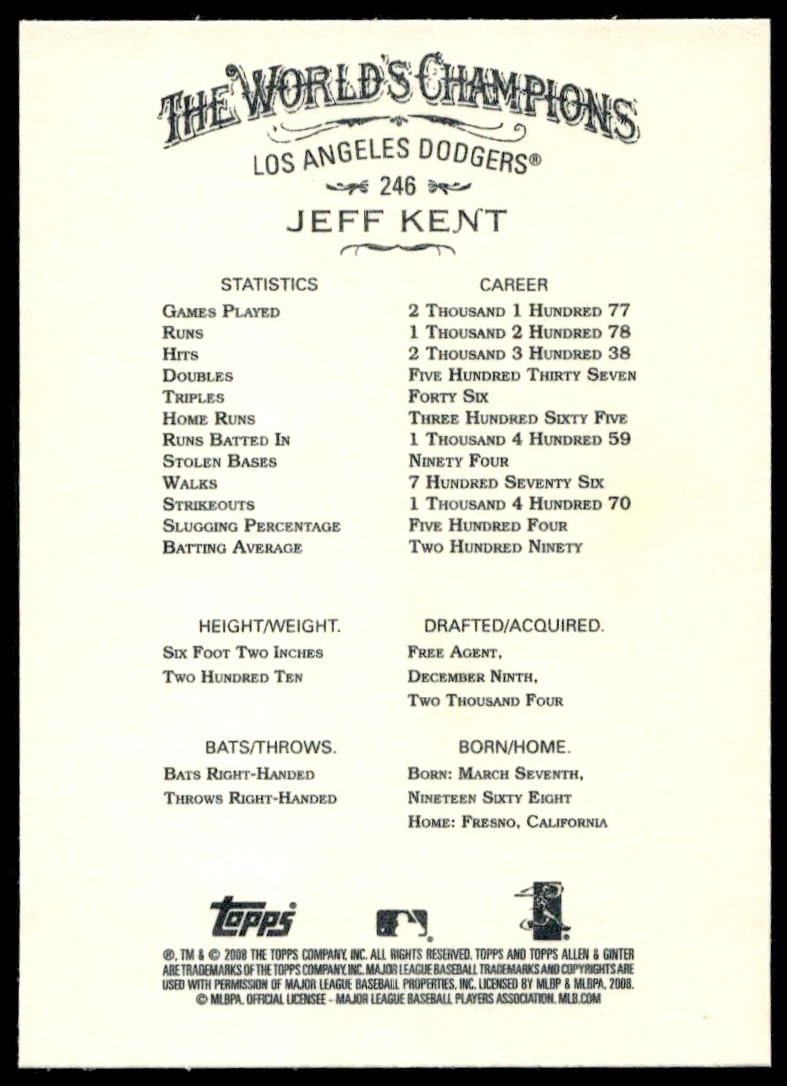 THE WORLD'S CHAMPIONS
LOS ANGELES DODGERS®
246
JEFF KENT
STATISTICS CAREER
GAMES PLAYED 2 THOUSAND 1 HUNDRED 77
RUNS 1 THOUSAND 2 HUNDRED 78
HITS 2 THOUSAND 3 HUNDRED 38
DOUBLES FIVE HUNDRED THIRTY SEVEN
TRIPLES FORTY SIX
HOME RUNS THREE HUNDRED SIXTY FIVE
RUNS BATTED IN 1 THOUSAND 4 HUNDRED 59
STOLEN BASES NINETY FOUR
WALKS 7 HUNDRED SEVENTY SIX
STRIKEOUTS 1 THOUSAND 4 HUNDRED 70
SLUGGING PERCENTAGE FIVE HUNDRED FOUR
BATTING AVERAGE TWO HUNDRED NINETY
HEIGHT/WEIGHT. DRAFTED/ACQUIRED.
SIX FOOT TWO INCHES FREE AGENT,
TWO HUNDRED TEN DECEMBER NINTH,
TWO THOUSAND FOUR
BATS/THROWS. BORN/HOME.
BATS RIGHT-HANDED BORN: MARCH SEVENTH,
THROWS RIGHT-HANDED NINETEEN SIXTY EIGHT
HOME: FRESNO, CALIFORNIA
Topps®
®, TM & © 2008 THE TOPPS COMPANY, INC. ALL RIGHTS RESERVED. TOPPS AND TOPPS ALLEN & GINTER
ARE TRADEMARKS OF THE TOPPS COMPANY, INC. MAJOR LEAGUE BASEBALL TRADEMARKS AND COPYRIGHTS ARE
USED WITH PERMISSION OF MAJOR LEAGUE BASEBALL PROPERTIES, INC. LICENSED BY MLBP & MLBPA, 2008.
© MLBPA. OFFICIAL LICENSEE - MAJOR LEAGUE BASEBALL PLAYERS ASSOCIATION. MLB.COM